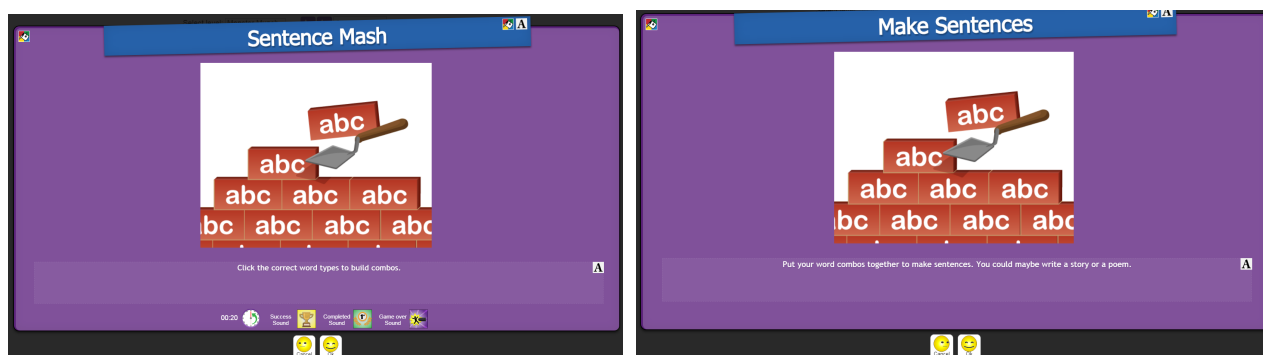 Sentence Mash
A
abc
abc
abc abc abc
bc abc abc abc
Click the correct word types to build combos.
A
00:20
Success
Sound
Completed
Sound
Game over
Sound
Cancel
Ok
Make Sentences
A
abc
abc
abc abc abc
bc abc abc abc
Put your word combos together to make sentences. You could maybe write a story or a poem.
A
Cancel
Ok